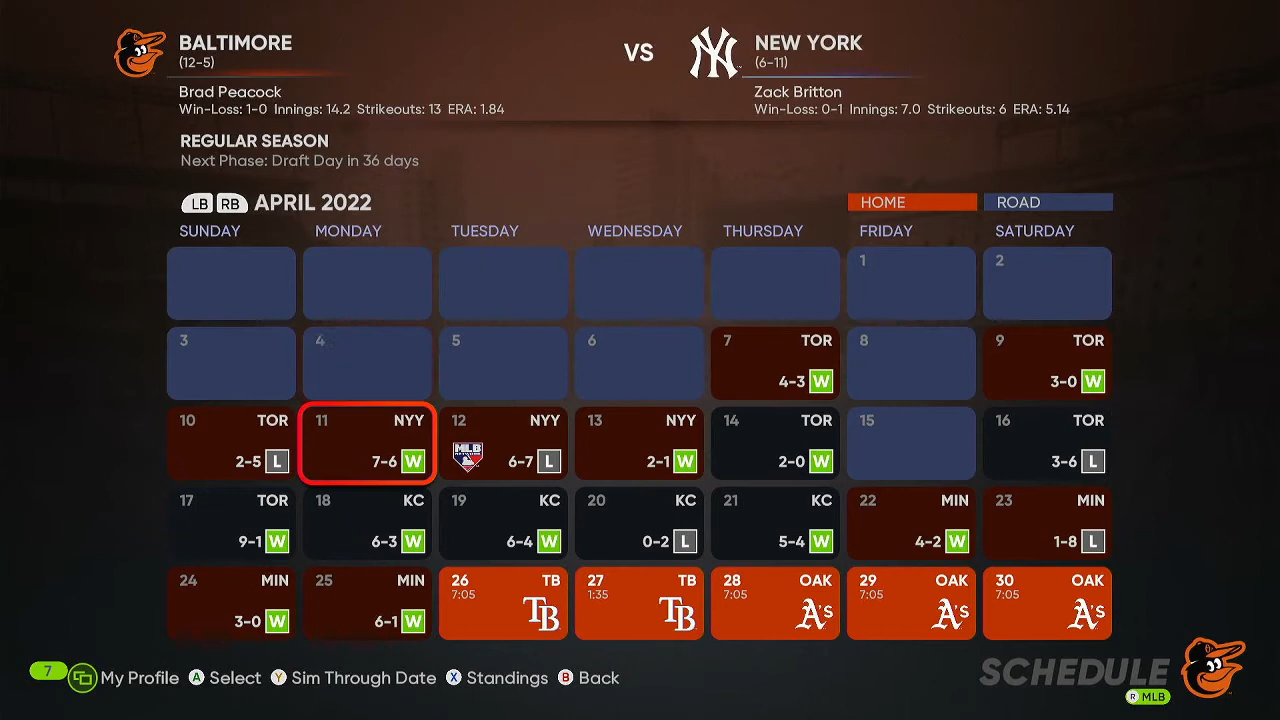 BALTIMORE
(12-5)
VS
NEW YORK
(6-11)
Brad Peacock
Win-Loss: 1-0 Innings: 14.2 Strikeouts: 13 ERA: 1.84
Zack Britton
Win-Loss: 0-1 Innings: 7.0 Strikeouts: 6 ERA: 5.14
REGULAR SEASON
Next Phase: Draft Day in 36 days
LB RB APRIL 2022
HOME ROAD
SUNDAY MONDAY TUESDAY WEDNESDAY THURSDAY FRIDAY SATURDAY
1 2
3 4 5 6 7 TOR 8 9 TOR
4-3 W 3-0 W
10 TOR 11 NYY 12 NYY 13 NYY 14 TOR 15 16 TOR
2-5 L 7-6 W MLB 6-7 L 2-1 W 2-0 W 3-6 L
17 TOR 18 KC 19 KC 20 KC 21 KC 22 MIN 23 MIN
9-1 W 6-3 W 6-4 W 0-2 L 5-4 W 4-2 W 1-8 L
24 MIN 25 MIN 26 TB 27 TB 28 OAK 29 OAK 30 OAK
7:05 1:35 7:05 7:05 7:05
3-0 W 6-1 W TB TB A's A's A's
7 My Profile A Select Y Sim Through Date X Standings B Back
SCHEDULE
R MLB